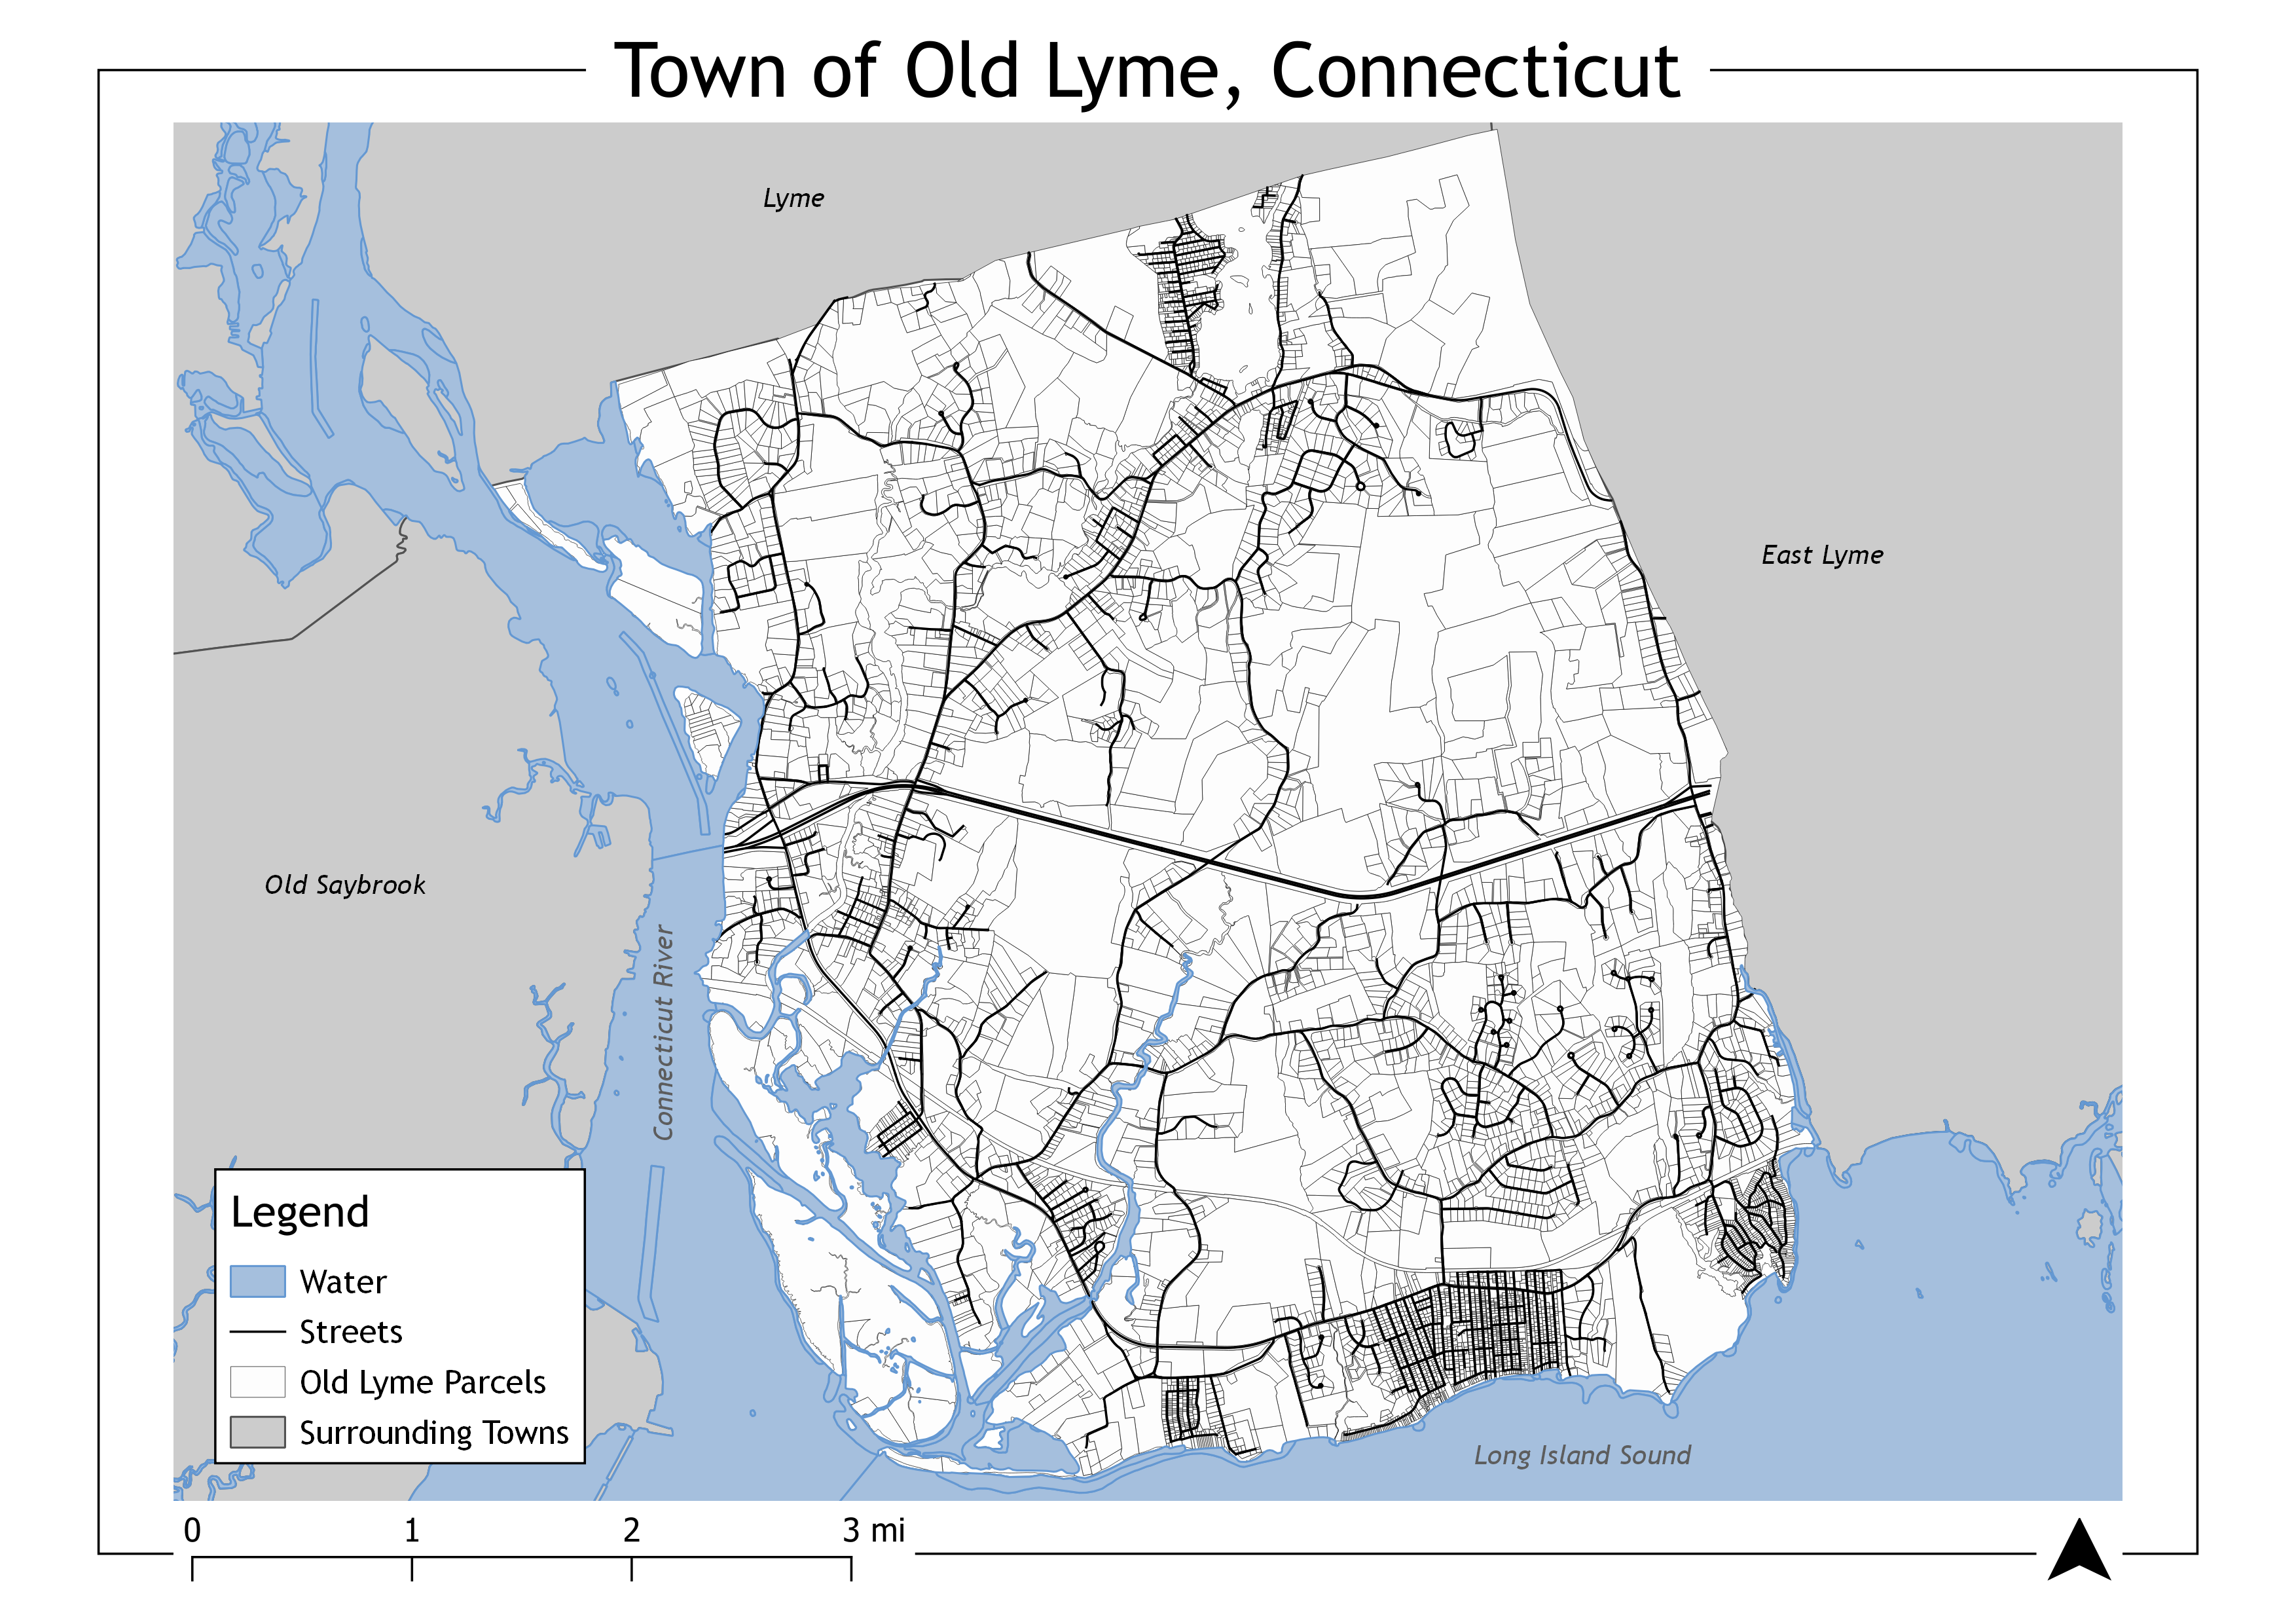 Town of Old Lyme, Connecticut
Lyme
East Lyme
Old Saybrook
Connecticut River
Legend
Water
Streets
Old Lyme Parcels
Surrounding Towns
Long Island Sound
0 1 2 3 mi